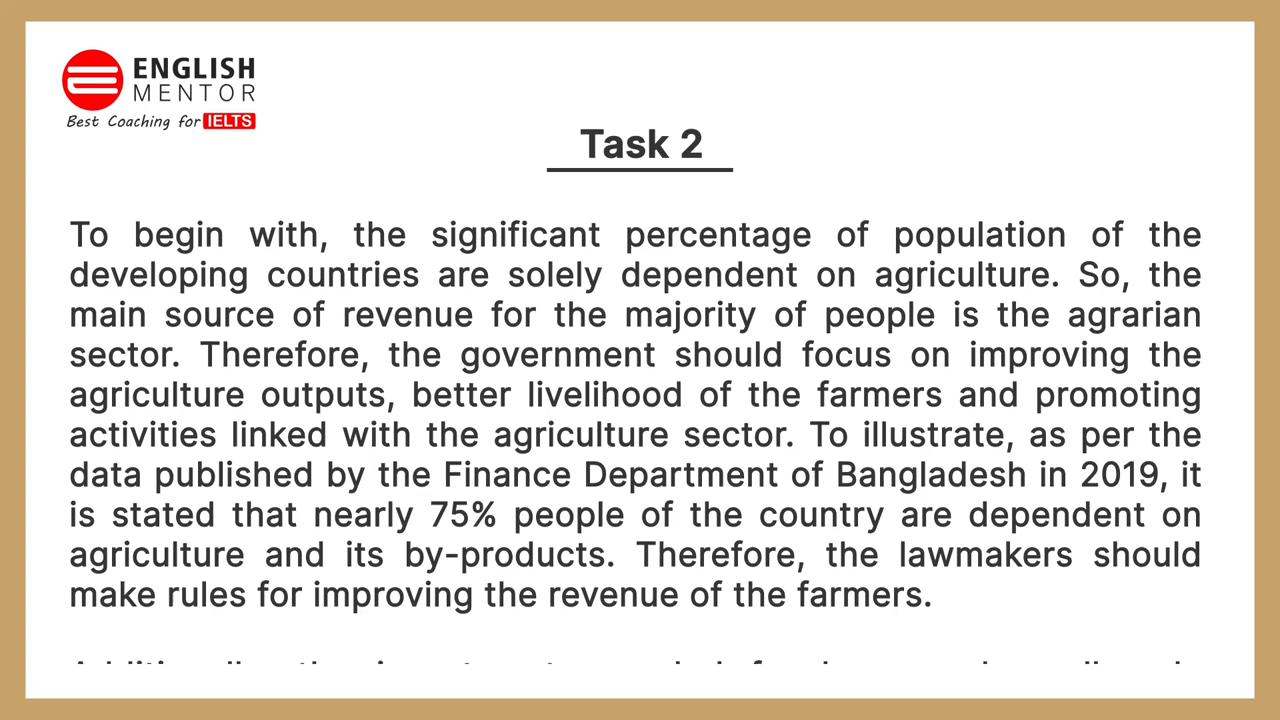 ENGLISH
MENTOR
Best Coaching for IELTS
Task 2
To begin with, the significant percentage of population of the
developing countries are solely dependent on agriculture. So, the
main source of revenue for the majority of people is the agrarian
sector. Therefore, the government should focus on improving the
agriculture outputs, better livelihood of the farmers and promoting
activities linked with the agriculture sector. To illustrate, as per the
data published by the Finance Department of Bangladesh in 2019, it
is stated that nearly 75% people of the country are dependent on
agriculture and its by-products. Therefore, the lawmakers should
make rules for improving the revenue of the farmers.